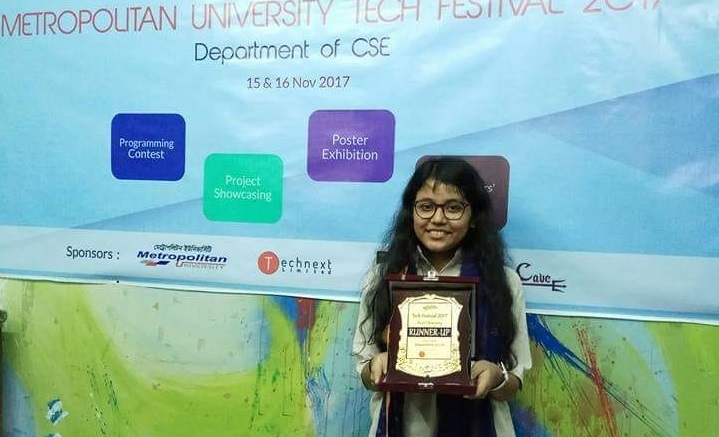 METROPOLITAN UNIVERSITY TECH FESTIVAL 2017
Department of CSE
15 & 16 Nov 2017
Programming
Contest
Project
Showcasing
Poster
Exhibition
Sponsors :
মেট্রোপলিটন ইউনিভার্সিটি
Metropolitan
UNIVERSITY
Technext
Limited
Cave
Tech Festival 2017
RUNNER-UP